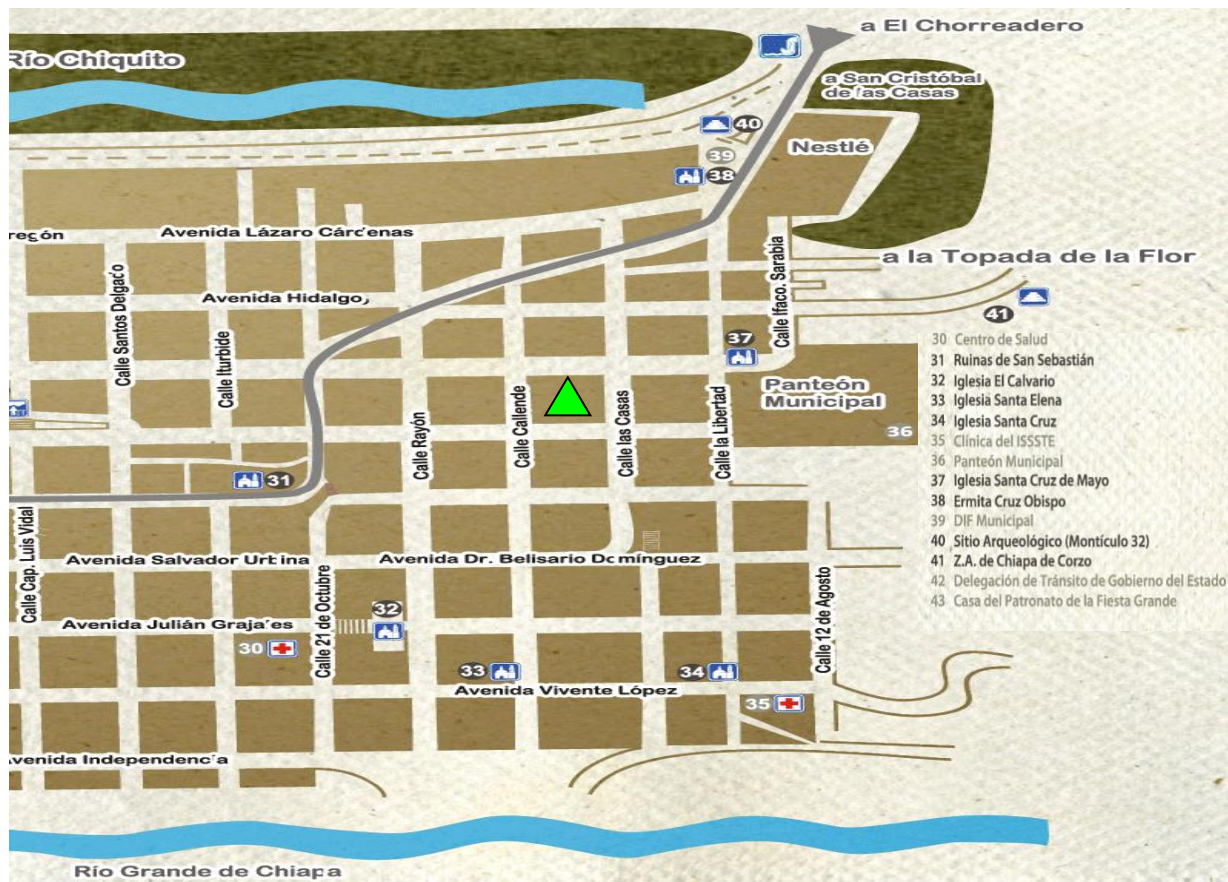 a El Chorreadero
Río Chiquito
a San Cristóbal
de las Casas
40
Nestlé
39
38
regón
Avenida Lázaro Cárdenas
a la Topada de la Flor
Calle Santos Delgado
Avenida Hidalgo
Calle Iturbide
Calle Ifaco. Sarabia
41
37
Panteón
Municipal
36
Calle Rayón
Calle Callende
Calle las Casas
Calle la Libertad
31
Calle Cap. Luis Vidal
Avenida Salvador Urbina
Avenida Dr. Belisario Domínguez
Calle 21 de Octubre
32
Calle 12 de Agosto
Avenida Julián Grajales
30
33
34
Avenida Vivente López
35
Avenida Independencia
Río Grande de Chiapa
30 Centro de Salud
31 Ruinas de San Sebastián
32 Iglesia El Calvario
33 Iglesia Santa Elena
34 Iglesia Santa Cruz
35 Clínica del ISSSTE
36 Panteón Municipal
37 Iglesia Santa Cruz de Mayo
38 Ermita Cruz Obispo
39 DIF Municipal
40 Sitio Arqueológico (Montículo 32)
41 Z.A. de Chiapa de Corzo
42 Delegación de Tránsito de Gobierno del Estado
43 Casa del Patronato de la Fiesta Grande